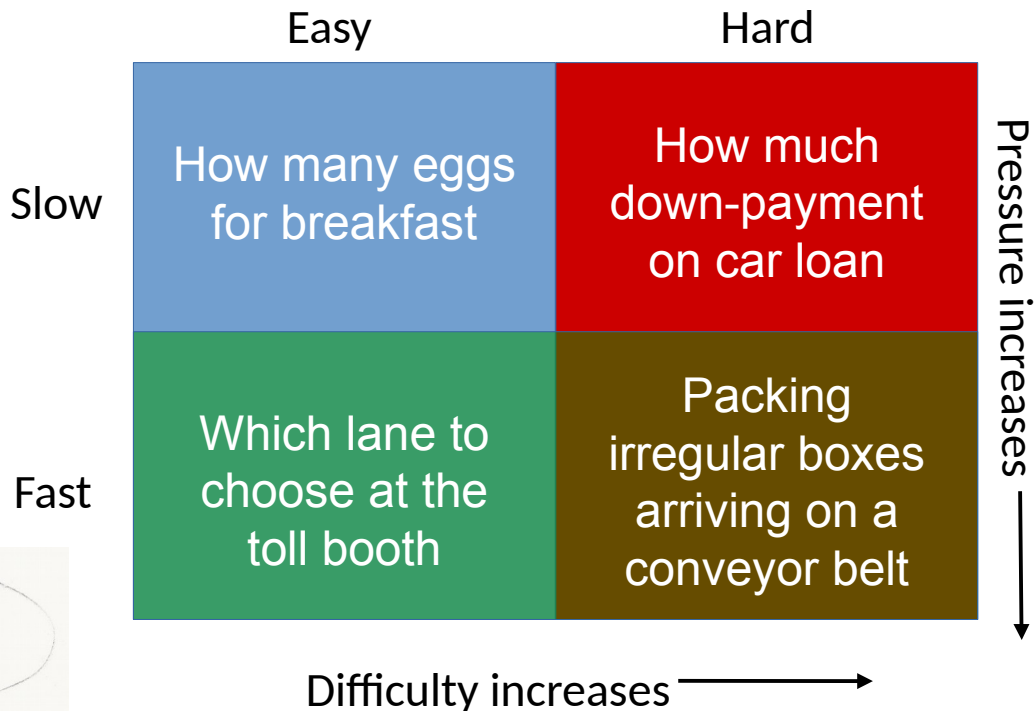 Easy
Hard
Slow
How many eggs
for breakfast
How much
down-payment
on car loan
Pressure increases
Fast
Which lane to
choose at the
toll booth
Packing
irregular boxes
arriving on a
conveyor belt
Difficulty increases